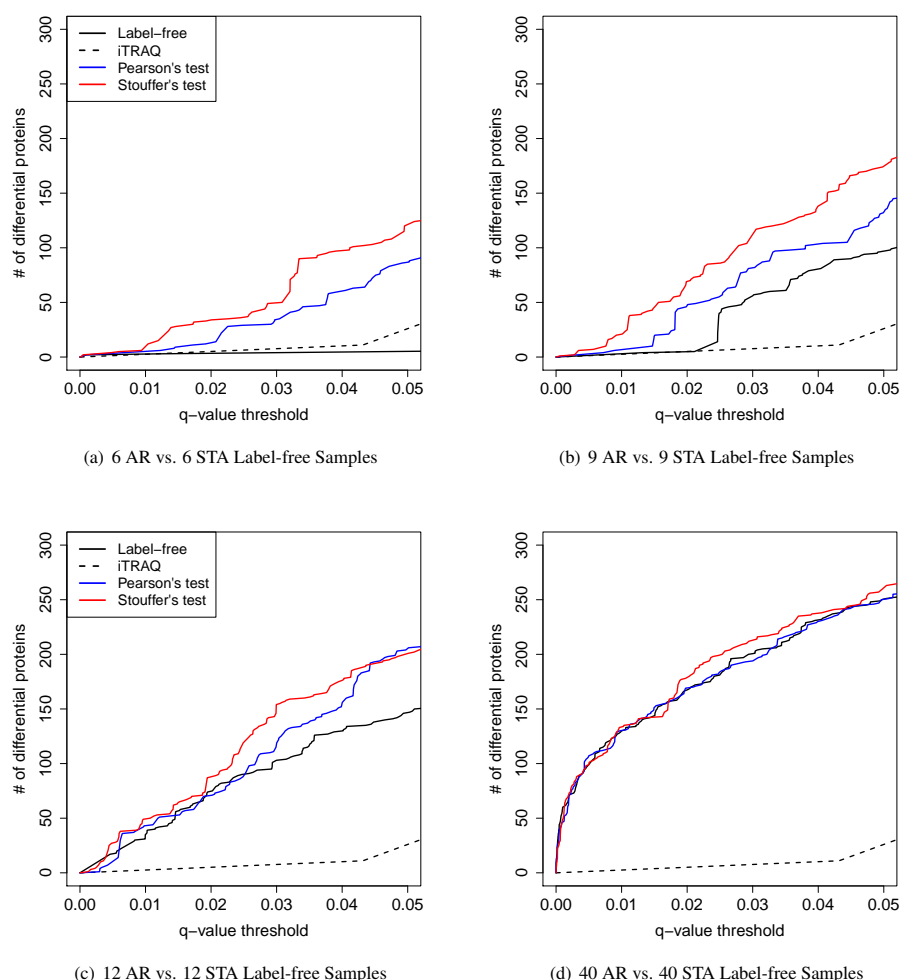 Label-free
iTRAQ
Pearson's test
Stouffer's test
# of differential proteins
0 50 100 150 200 250 300
0.00 0.01 0.02 0.03 0.04 0.05
q-value threshold
(a) 6 AR vs. 6 STA Label-free Samples
# of differential proteins
0 50 100 150 200 250 300
0.00 0.01 0.02 0.03 0.04 0.05
q-value threshold
(b) 9 AR vs. 9 STA Label-free Samples
Label-free
iTRAQ
Pearson's test
Stouffer's test
# of differential proteins
0 50 100 150 200 250 300
0.00 0.01 0.02 0.03 0.04 0.05
q-value threshold
(c) 12 AR vs. 12 STA Label-free Samples
# of differential proteins
0 50 100 150 200 250 300
0.00 0.01 0.02 0.03 0.04 0.05
q-value threshold
(d) 40 AR vs. 40 STA Label-free Samples